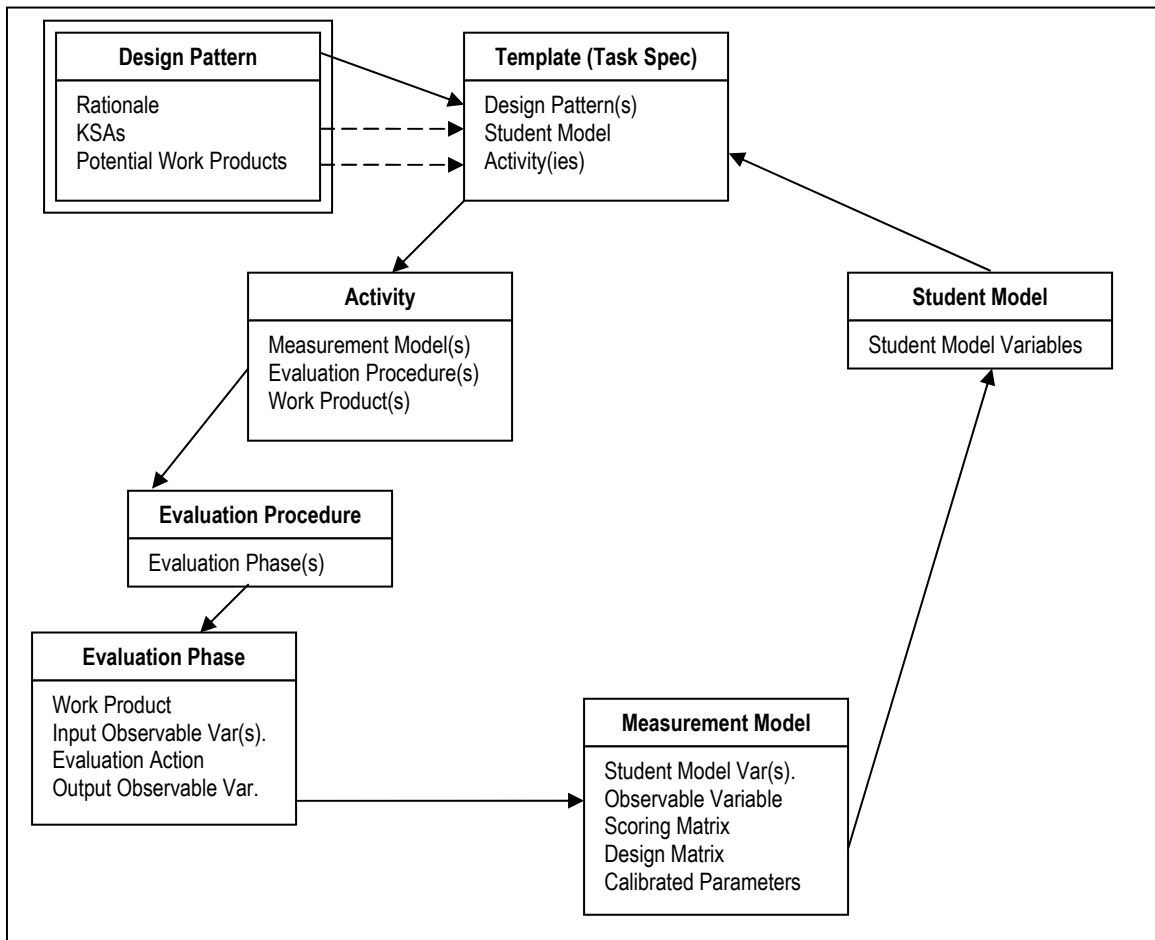 Design Pattern
Rationale
KSAs
Potential Work Products
Template (Task Spec)
Design Pattern(s)
Student Model
Activity(ies)
Activity
Measurement Model(s)
Evaluation Procedure(s)
Work Product(s)
Student Model
Student Model Variables
Evaluation Procedure
Evaluation Phase(s)
Evaluation Phase
Work Product
Input Observable Var(s).
Evaluation Action
Output Observable Var.
Measurement Model
Student Model Var(s).
Observable Variable
Scoring Matrix
Design Matrix
Calibrated Parameters